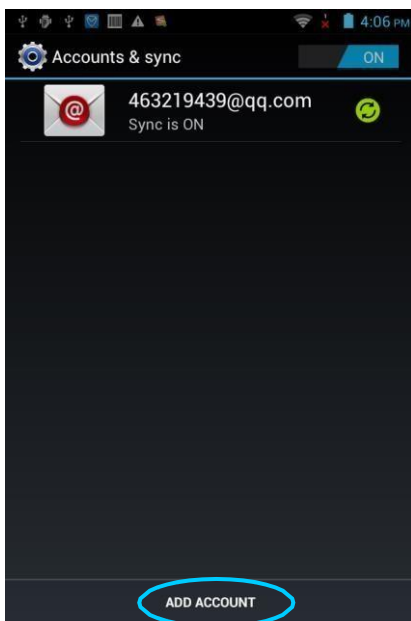 4:06 PM
Accounts & sync
ON
463219439@qq.com
Sync is ON
ADD ACCOUNT